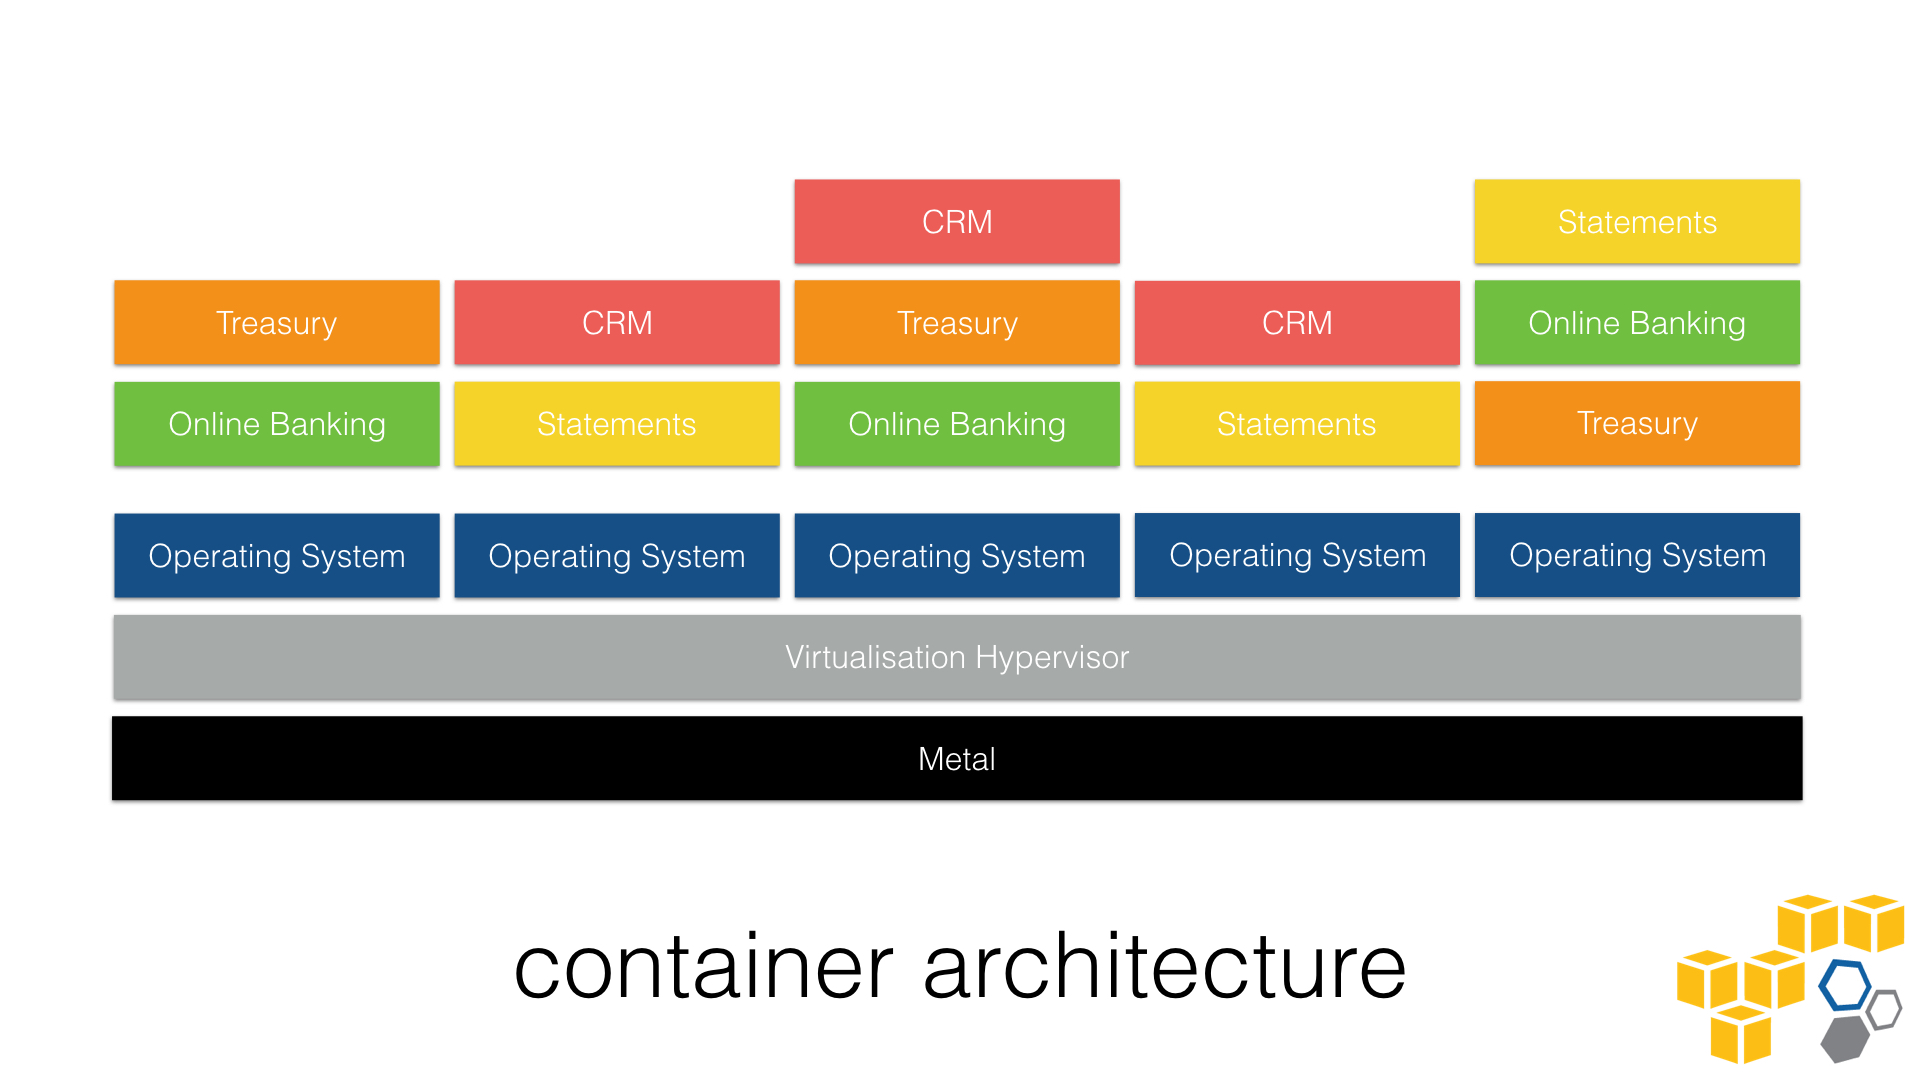 CRM
Statements
Treasury
CRM
Treasury
CRM
Online Banking
Online Banking
Statements
Online Banking
Statements
Treasury
Operating System
Operating System
Operating System
Operating System
Operating System
Virtualisation Hypervisor
Metal
container architecture